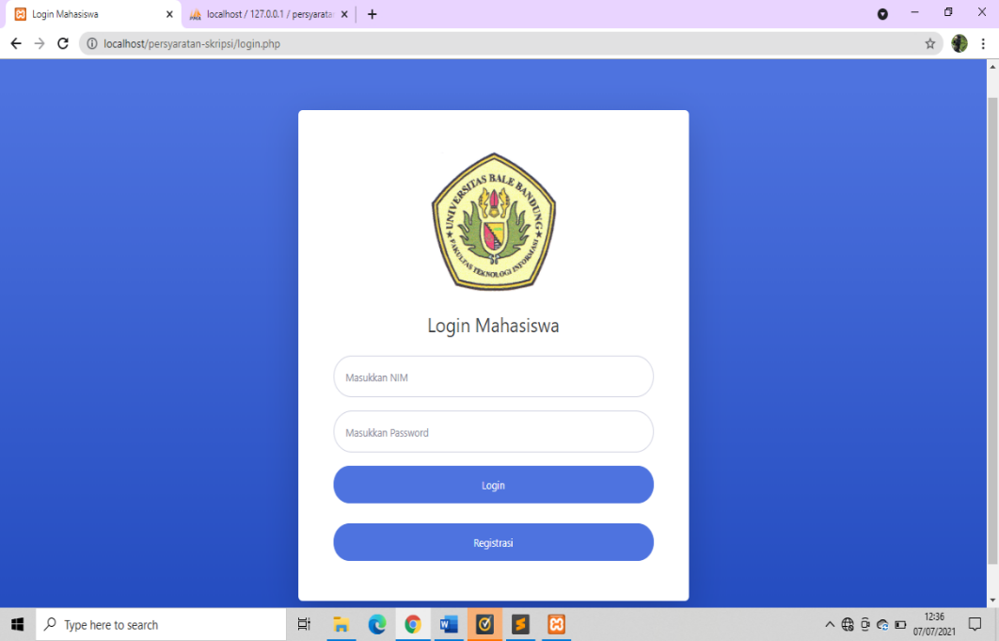 Login Mahasiswa
localhost / 127.0.0.1 / persyarata
localhost/persyaratan-skripsi/login.php
UNIVERSITAS BALE BANDUNG
FAKULTAS TEKNOLOGI INFORMASI
Login Mahasiswa
Masukkan NIM
Masukkan Password
Login
Registrasi
Type here to search
12:36
07/07/2021